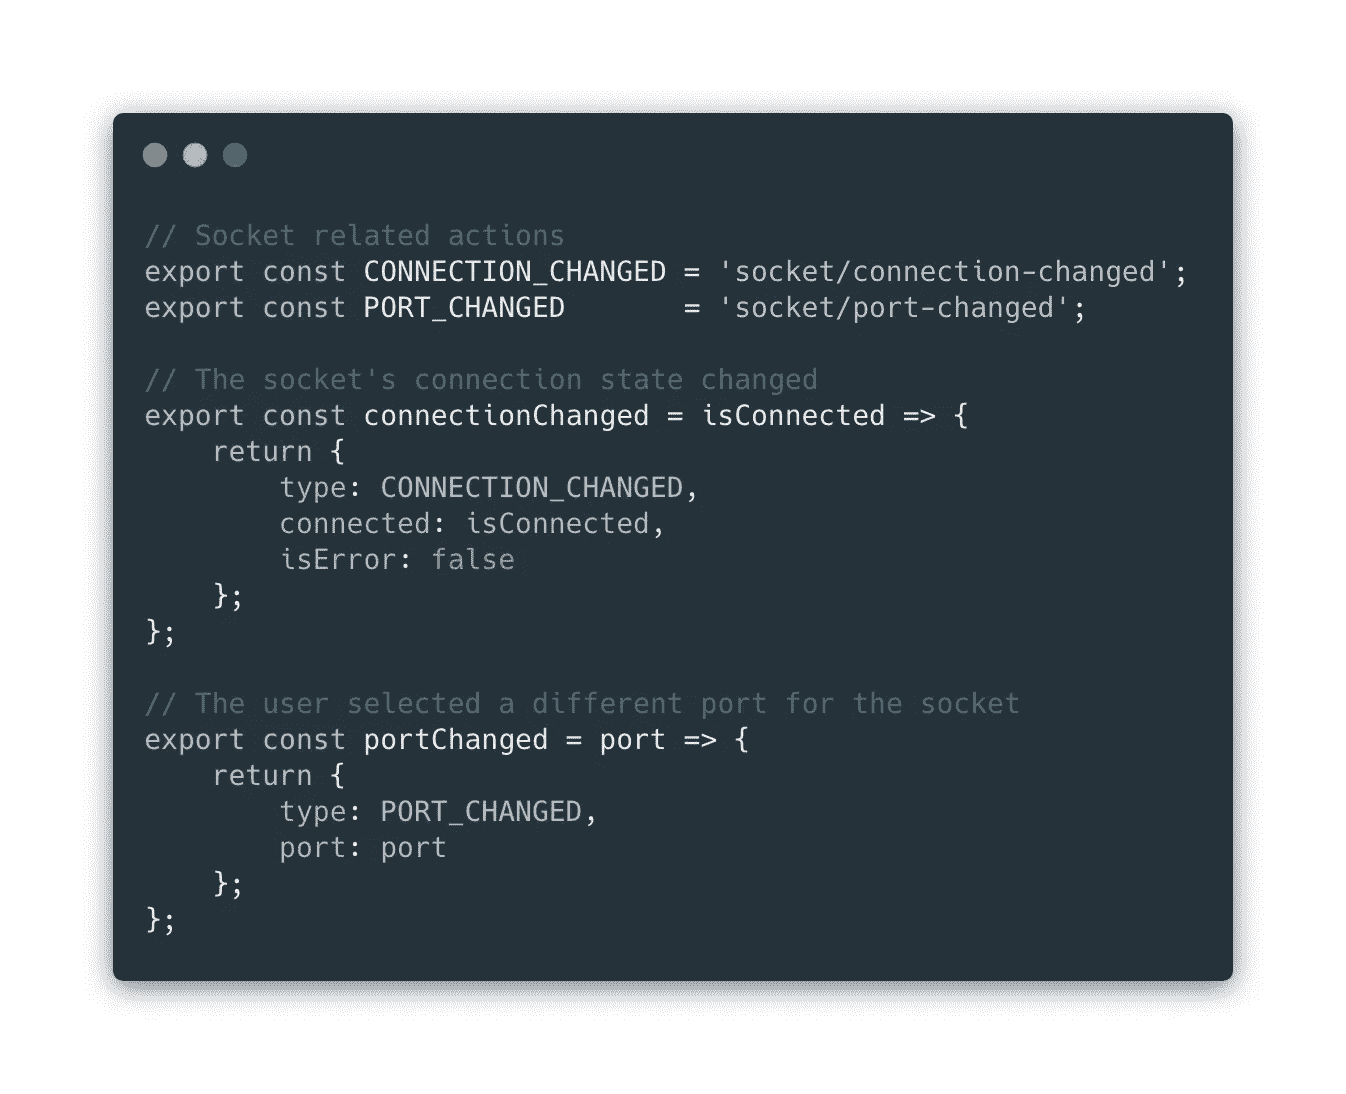 // Socket related actions
export const CONNECTION_CHANGED = 'socket/connection-changed';
export const PORT_CHANGED       = 'socket/port-changed';

// The socket's connection state changed
export const connectionChanged = isConnected => {
    return {
        type: CONNECTION_CHANGED,
        connected: isConnected,
        isError: false
    };
};

// The user selected a different port for the socket
export const portChanged = port => {
    return {
        type: PORT_CHANGED,
        port: port
    };
};